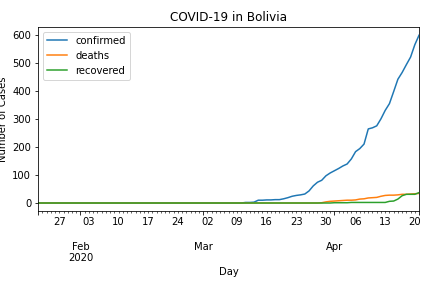 COVID-19 in Bolivia
confirmed
deaths
recovered
Number of Cases
600
500
400
300
200
100
0
27 03 10 17 24 02 09 16 23 30 06 13 20
Feb Mar Apr
2020
Day